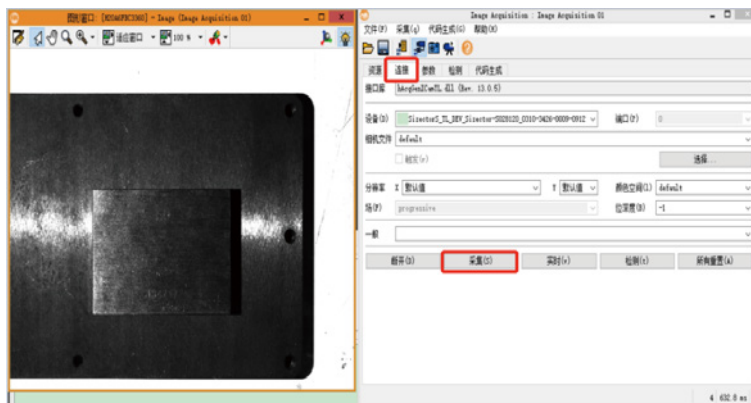 图形窗口: [H20A6FBC3380] - Image (Image Acquisition 01)
适应窗口 100 %
Image Acquisition : Image Acquisition 01
文件(F) 采集(q) 代码生成(G) 帮助(H)
资源 连接 参数 检测 代码生成
接口库 hAcqGenICamTL.dll (Rev. 13.0.5)
设备(D) 端口(P) 0
相机文件 default
触发(e) 选择...
分辨率 X 默认值 Y 默认值 颜色空间(l) default
场(F) progressive 位深度(B) -1
一般
断开(D) 采集(S) 实时(v) 检测(t) 所有重置(A)
4 632.8 ms